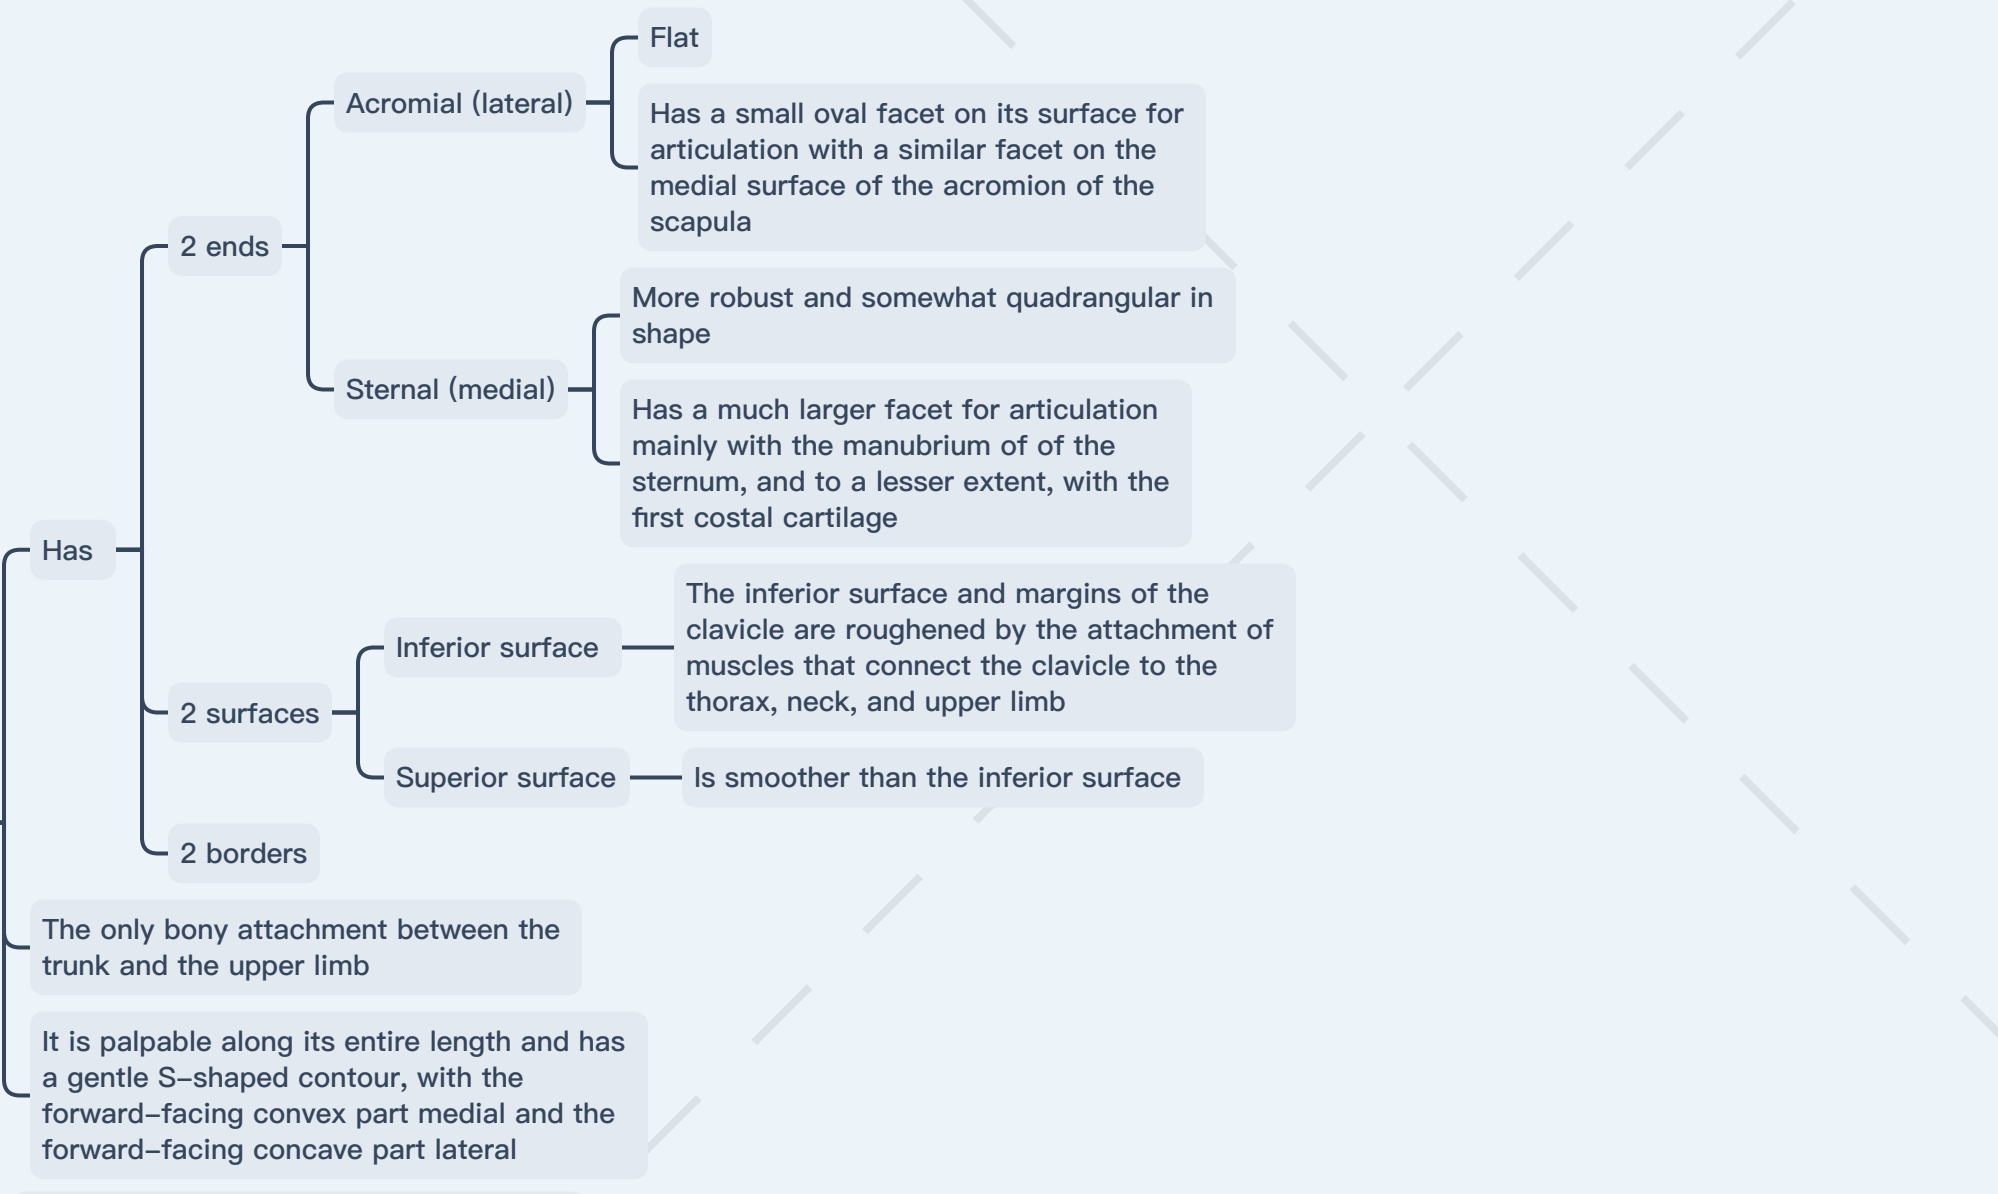 Flat
Acromial (lateral)
Has a small oval facet on its surface for
articulation with a similar facet on the
medial surface of the acromion of the
scapula
2 ends
More robust and somewhat quadrangular in
shape
Sternal (medial)
Has a much larger facet for articulation
mainly with the manubrium of of the
sternum, and to a lesser extent, with the
first costal cartilage
Has
The inferior surface and margins of the
clavicle are roughened by the attachment of
muscles that connect the clavicle to the
thorax, neck, and upper limb
Inferior surface
2 surfaces
Superior surface
Is smoother than the inferior surface
2 borders
The only bony attachment between the
trunk and the upper limb
It is palpable along its entire length and has
a gentle S–shaped contour, with the
forward–facing convex part medial and the
forward–facing concave part lateral